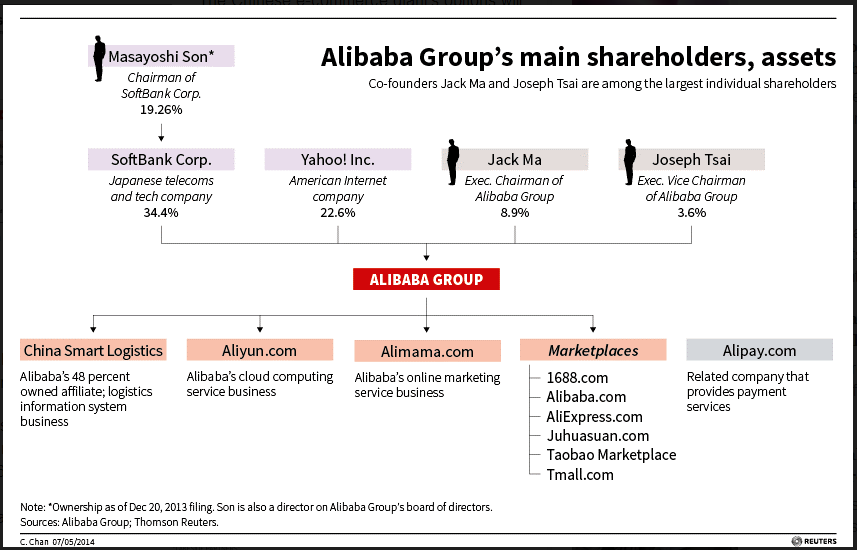 Alibaba Group's main shareholders, assets
Co-founders Jack Ma and Joseph Tsai are among the largest individual shareholders
Masayoshi Son*
Chairman of
SoftBank Corp.
19.26%
SoftBank Corp.
Japanese telecoms
and tech company
34.4%
Yahoo! Inc.
American Internet
company
22.6%
Jack Ma
Exec. Chairman of
Alibaba Group
8.9%
Joseph Tsai
Exec. Vice Chairman
of Alibaba Group
3.6%
ALIBABA GROUP
China Smart Logistics
Alibaba's 48 percent
owned affiliate; logistics
information system
business
Aliyun.com
Alibaba's cloud computing
service business
Alimama.com
Alibaba's online marketing
service business
Marketplaces
1688.com
Alibaba.com
AliExpress.com
Juhuasuan.com
Taobao Marketplace
Tmall.com
Alipay.com
Related company that
provides payment
services
Note: *Ownership as of Dec 20, 2013 filing. Son is also a director on Alibaba Group's board of directors.
Sources: Alibaba Group; Thomson Reuters.
C. Chan 07/05/2014
REUTERS